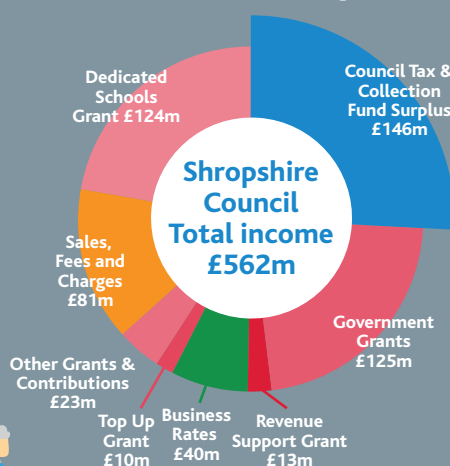 Council Tax &
Collection
Fund Surplus
£146m
Dedicated
Schools
Grant £124m
Shropshire
Council
Total income
£562m
Sales,
Fees and
Charges
£81m
Government
Grants
£125m
Other Grants &
Contributions
£23m
Top Up
Grant
£10m
Business
Rates
£40m
Revenue
Support Grant
£13m